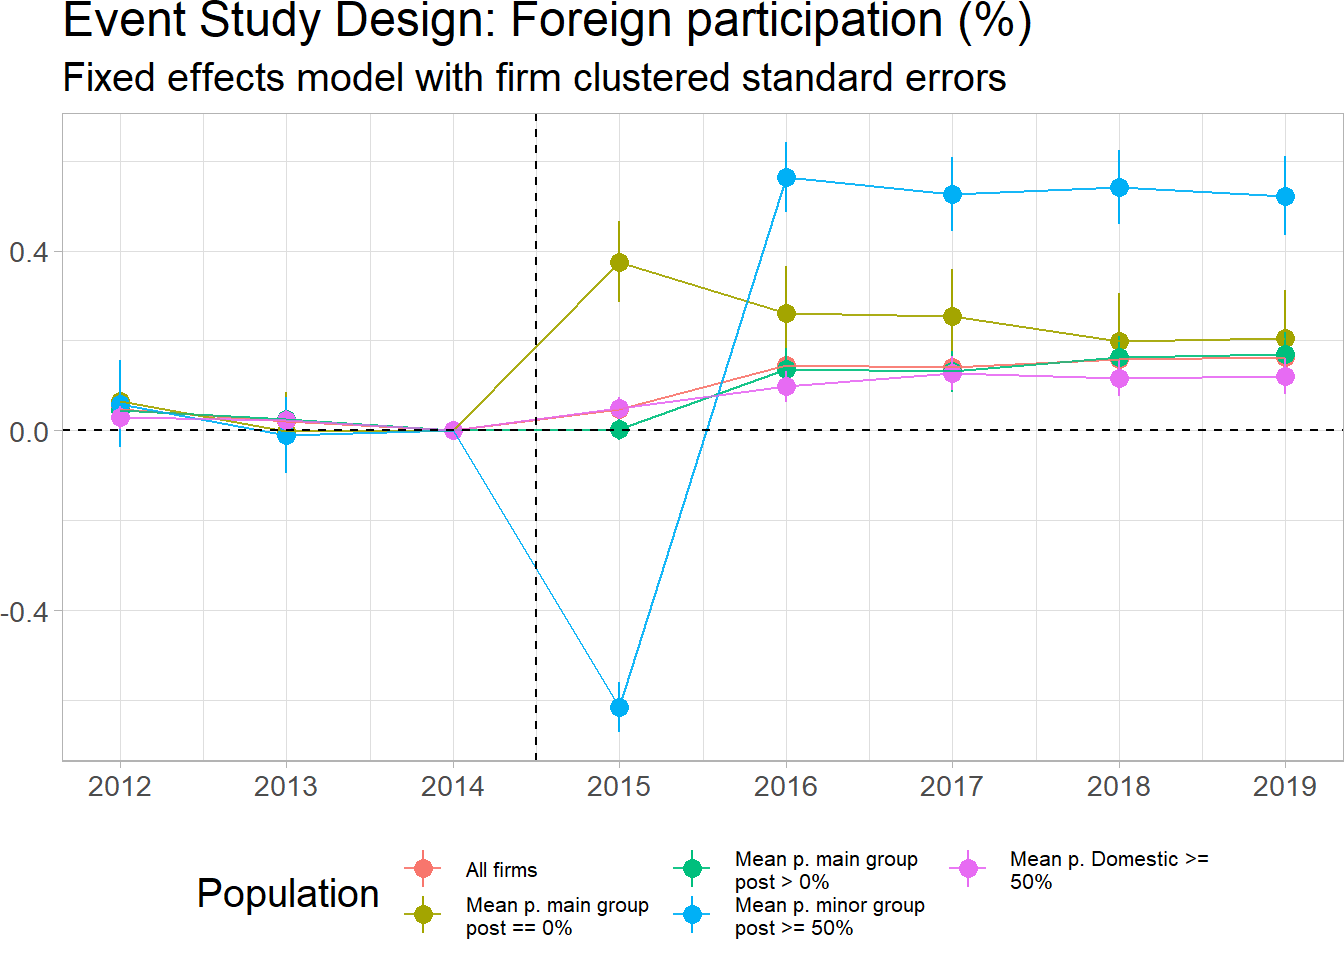 Event Study Design: Foreign participation (%)
Fixed effects model with firm clustered standard errors
0.4
0.0
-0.4
2012 2013 2014 2015 2016 2017 2018 2019
Population
All firms
Mean p. main group
post == 0%
Mean p. main group
post > 0%
Mean p. minor group
post >= 50%
Mean p. Domestic >=
50%